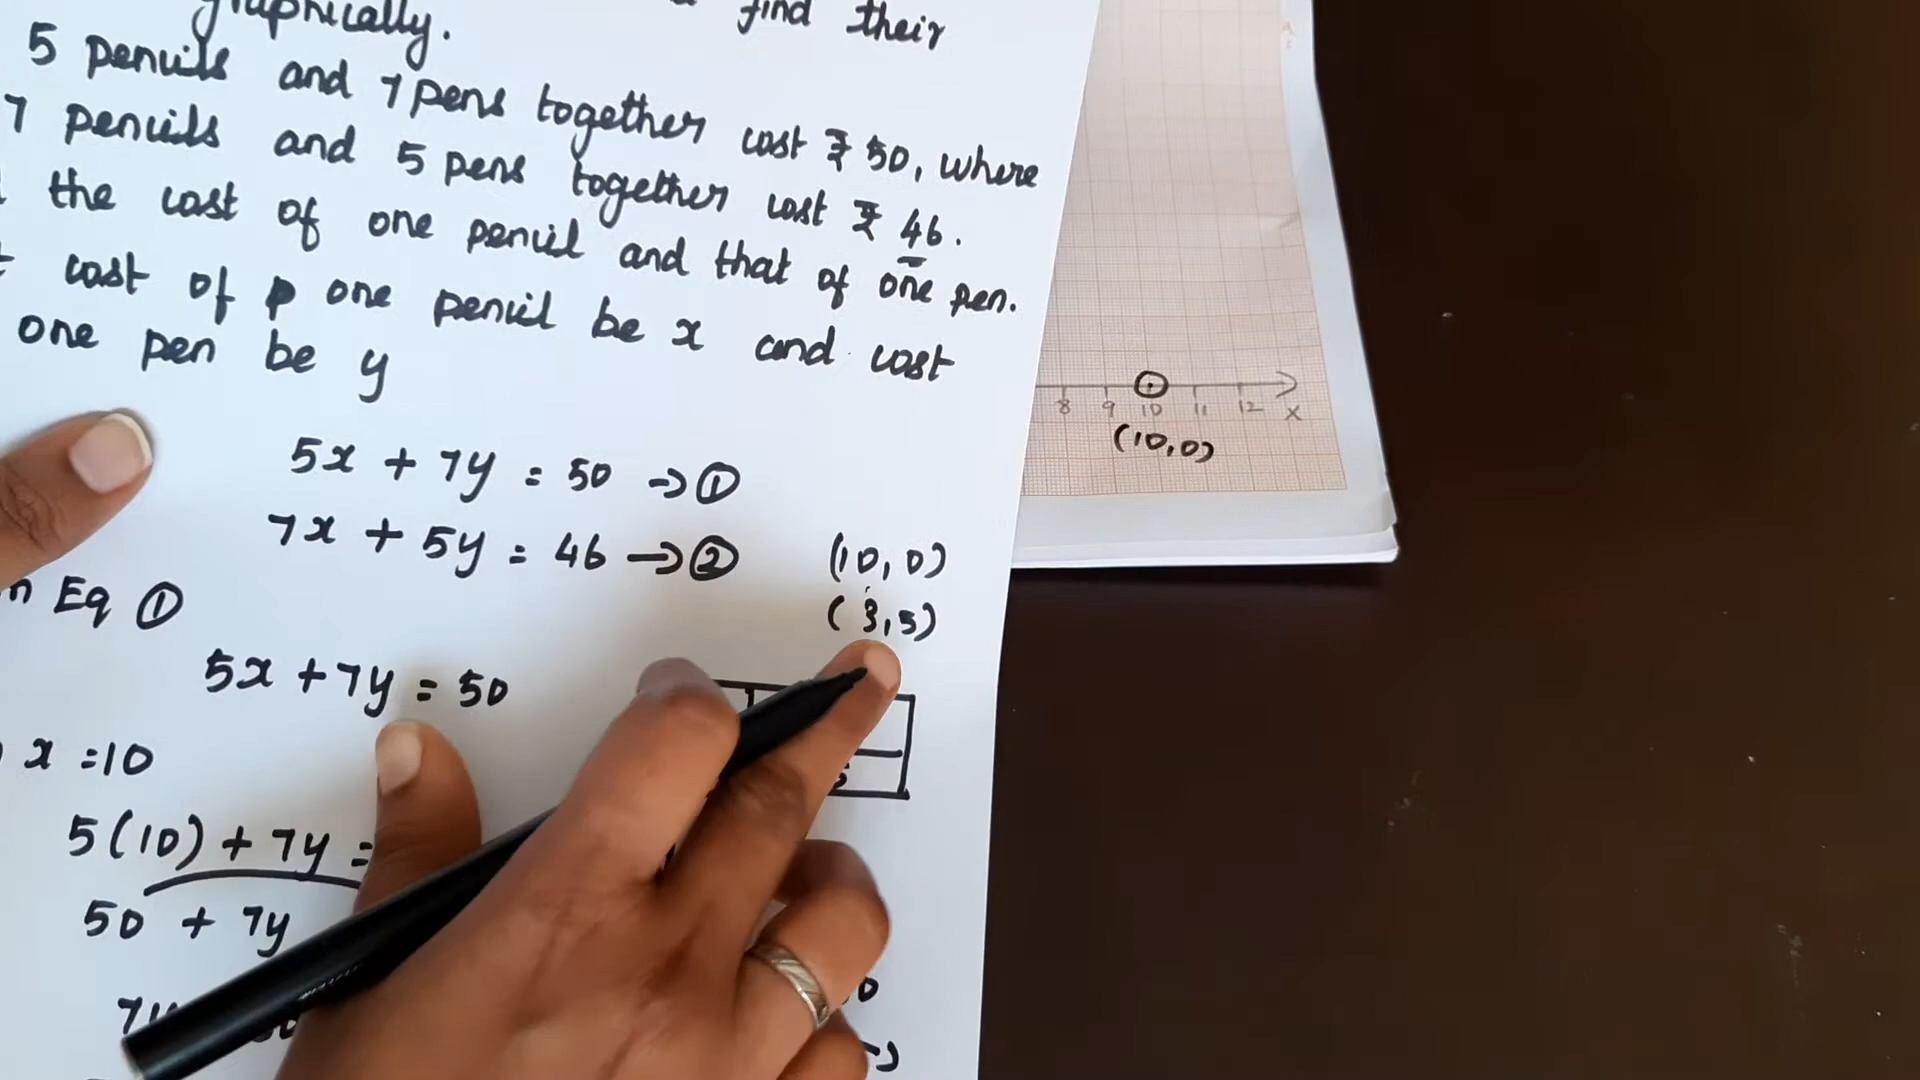 graphically. find their
5 pencils and 7 pens together cost ₹ 50, where
7 pencils and 5 pens together cost ₹ 46.
the cost of one pencil and that of one pen.
cost of one pencil be x and cost
one pen be y
5x + 7y = 50 → ①
7x + 5y = 46 → ②
(10, 0)
(3, 5)
Eq ①
5x + 7y = 50
x = 10
5(10) + 7y =
50 + 7y
8 9 10 11 12 X
(10, 0)